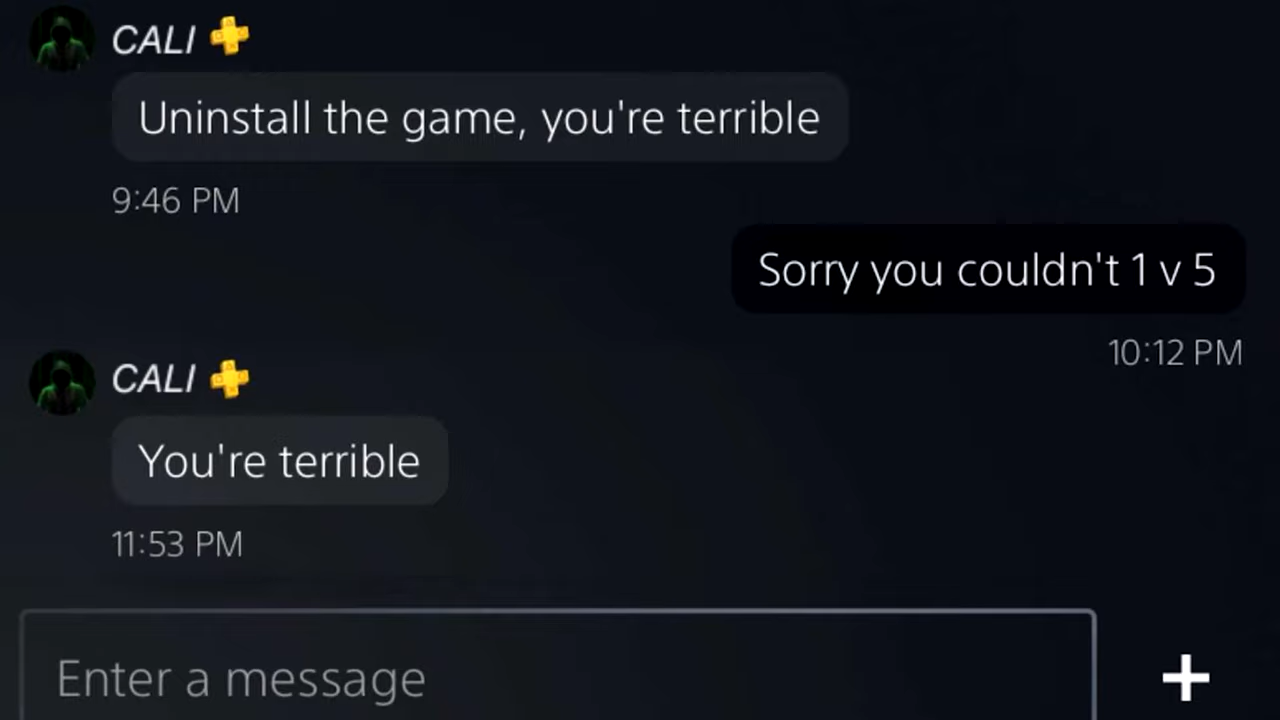 CALI
Uninstall the game, you're terrible
9:46 PM
Sorry you couldn't 1 v 5
10:12 PM
CALI
You're terrible
11:53 PM
Enter a message